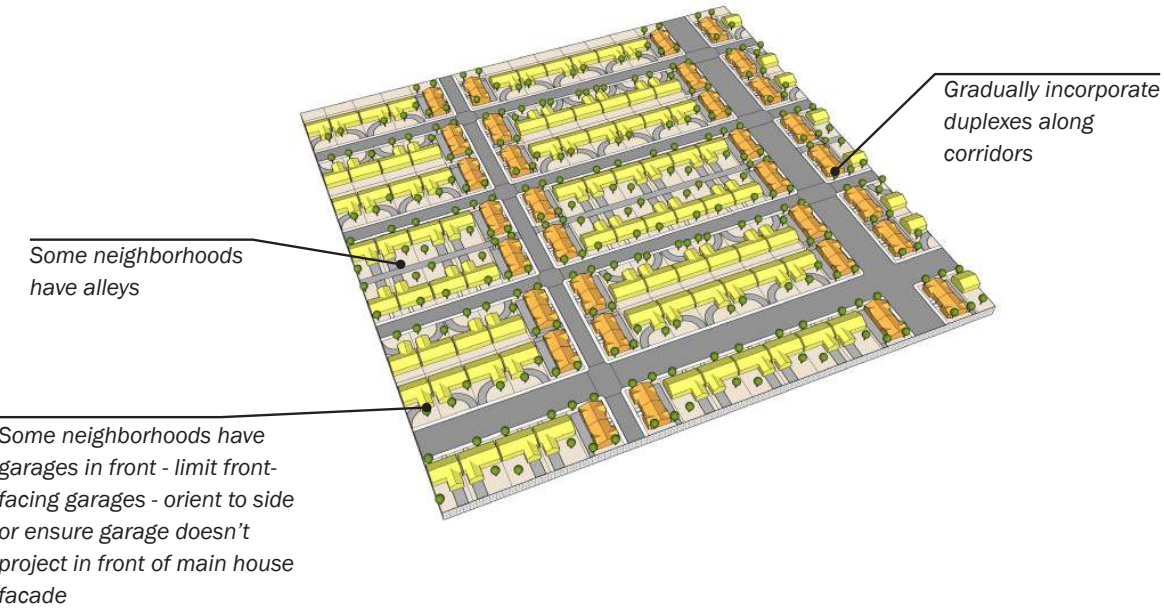 Gradually incorporate
duplexes along
corridors
Some neighborhoods
have alleys
Some neighborhoods have
garages in front - limit front-
facing garages - orient to side
or ensure garage doesn’t
project in front of main house
facade